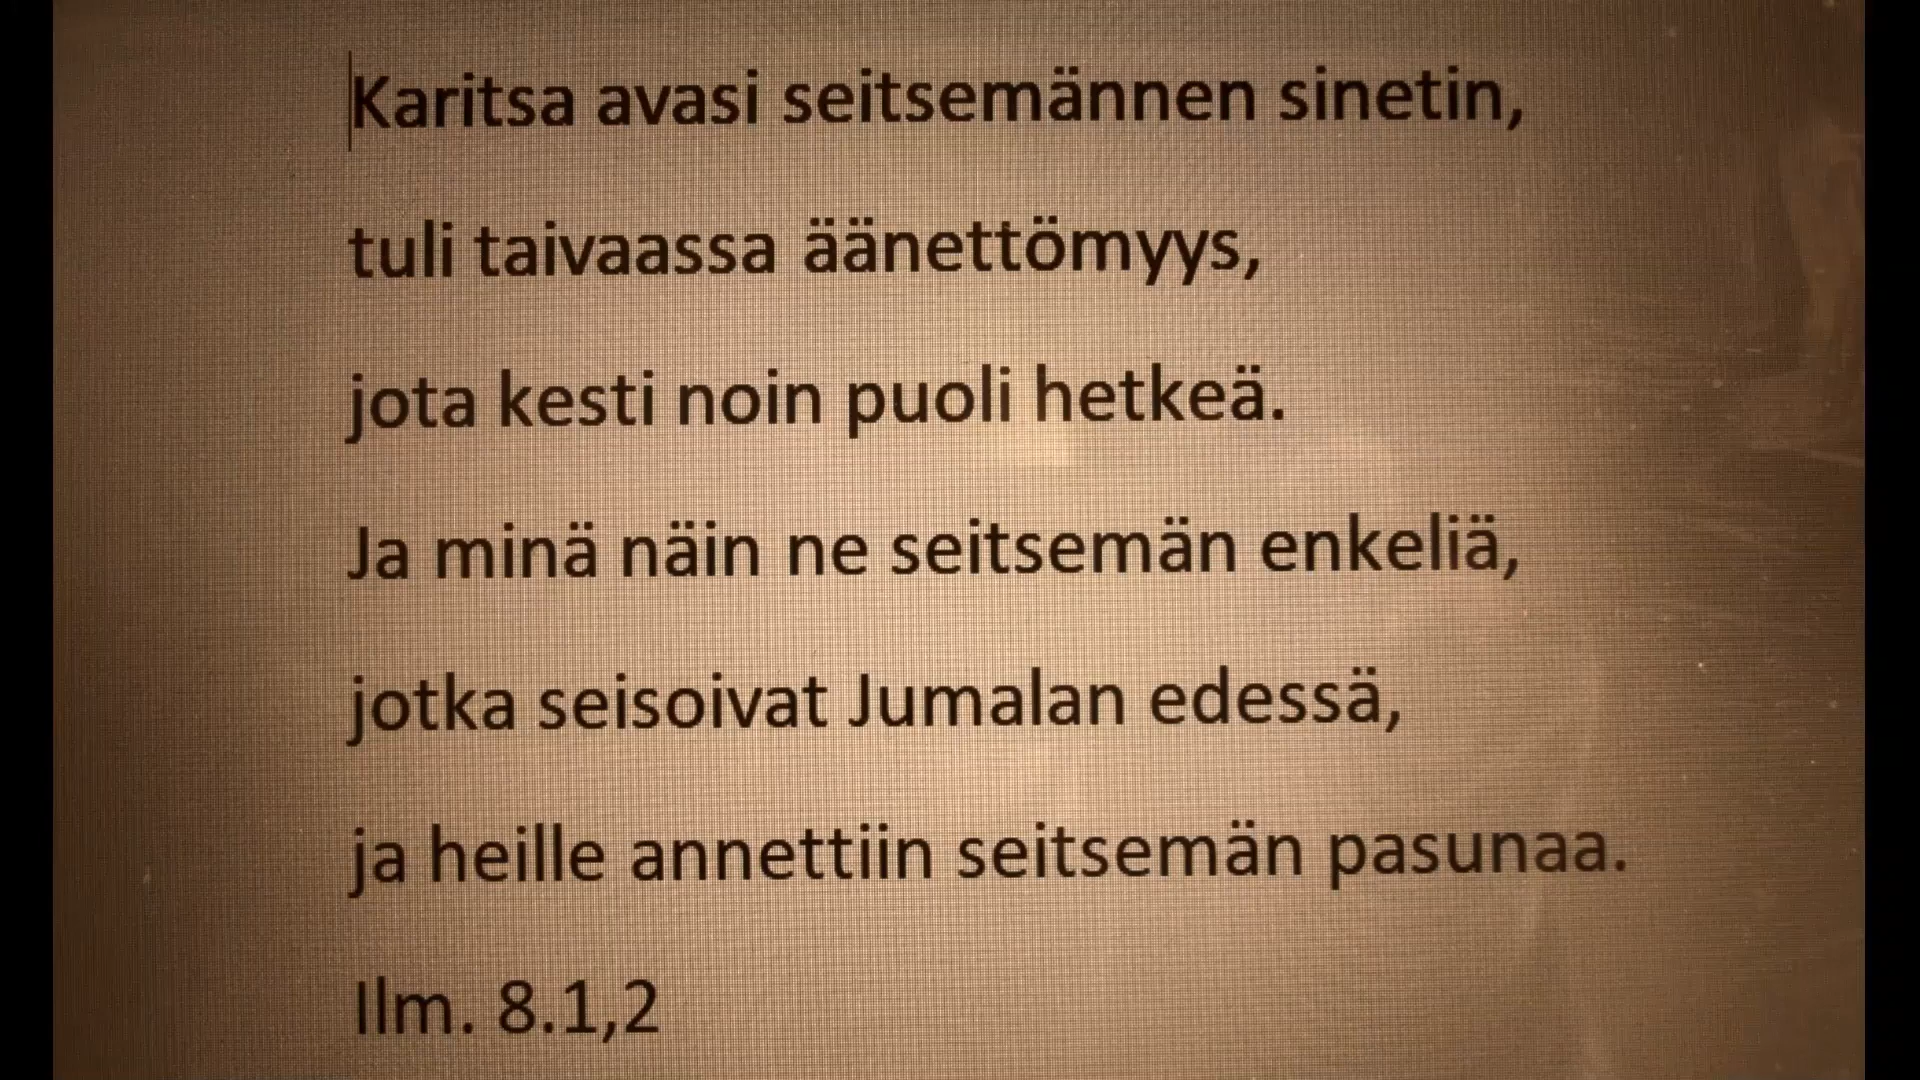 Karitsa avasi seitsemännen sinetin,
tuli taivaassa äänettömyys,
jota kesti noin puoli hetkeä.
Ja minä näin ne seitsemän enkeliä,
jotka seisoivat Jumalan edessä,
ja heille annettiin seitsemän pasunaa.
Ilm. 8.1,2